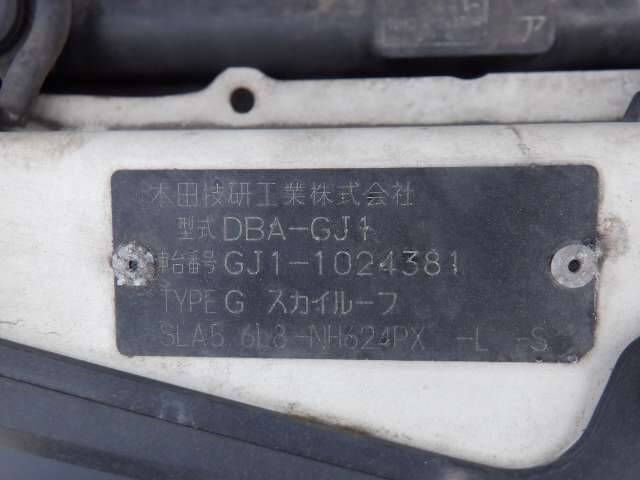 ア
本田技研工業株式会社
型式 DBA-GJ1
車台番号 GJ1-1024381
TYPE G スカイルーフ
SLA5 6L8-NH624PX -L -S